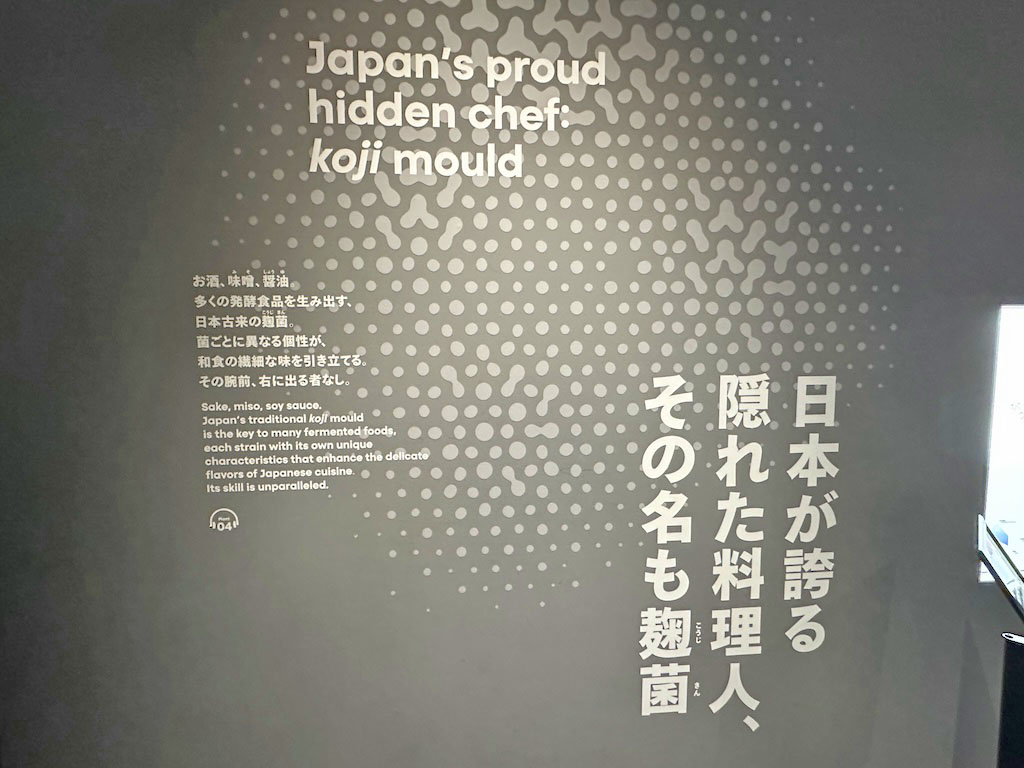 Japan's proud
hidden chef:
koji mould
日本が誇る
隠れた料理人、
その名も麹菌
こうじ きん
お酒、味噌、醤油。
多くの発酵食品を生み出す、
日本古来の麹菌。
菌ごとに異なる個性が、
和食の繊細な味を引き立てる。
その腕前、右に出る者なし。
Sake, miso, soy sauce.
Japan's traditional koji mould
is the key to many fermented foods,
each strain with its own unique
characteristics that enhance the delicate
flavors of Japanese cuisine.
Its skill is unparalleled.
Point
04